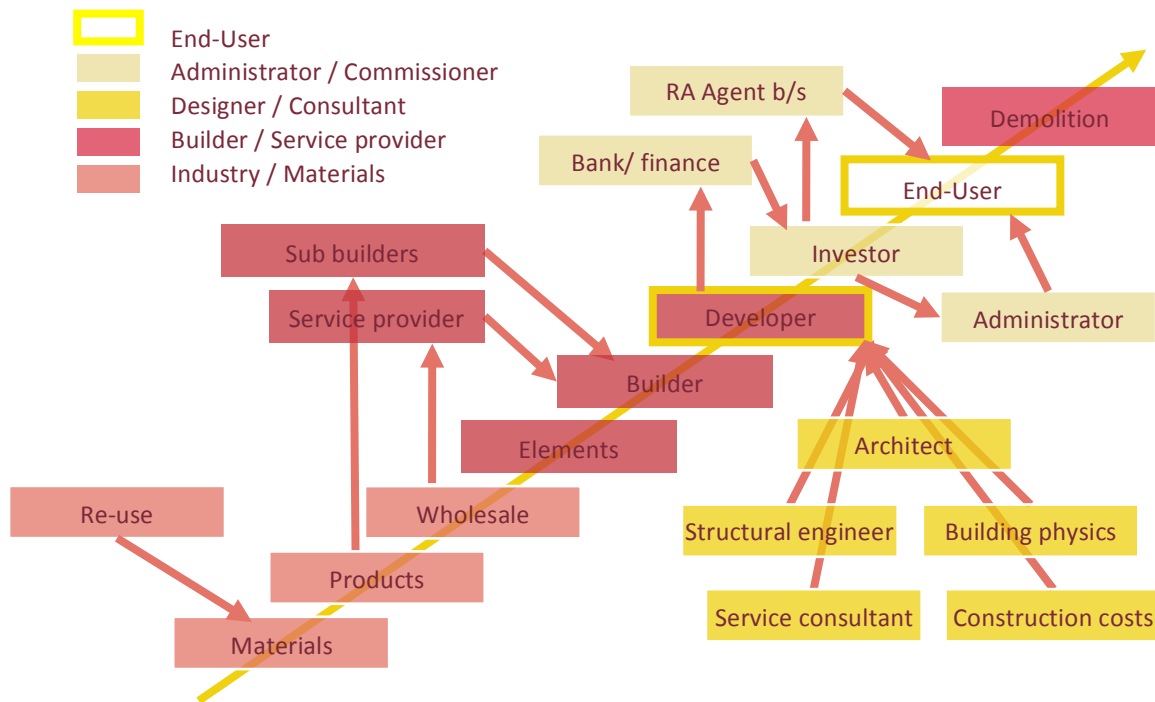 End-User
Administrator / Commissioner
Designer / Consultant
Builder / Service provider
Industry / Materials
RA Agent b/s
Demolition
Bank/ finance
End-User
Sub builders
Investor
Service provider
Developer
Administrator
Builder
Elements
Architect
Re-use
Wholesale
Structural engineer
Building physics
Products
Service consultant
Construction costs
Materials